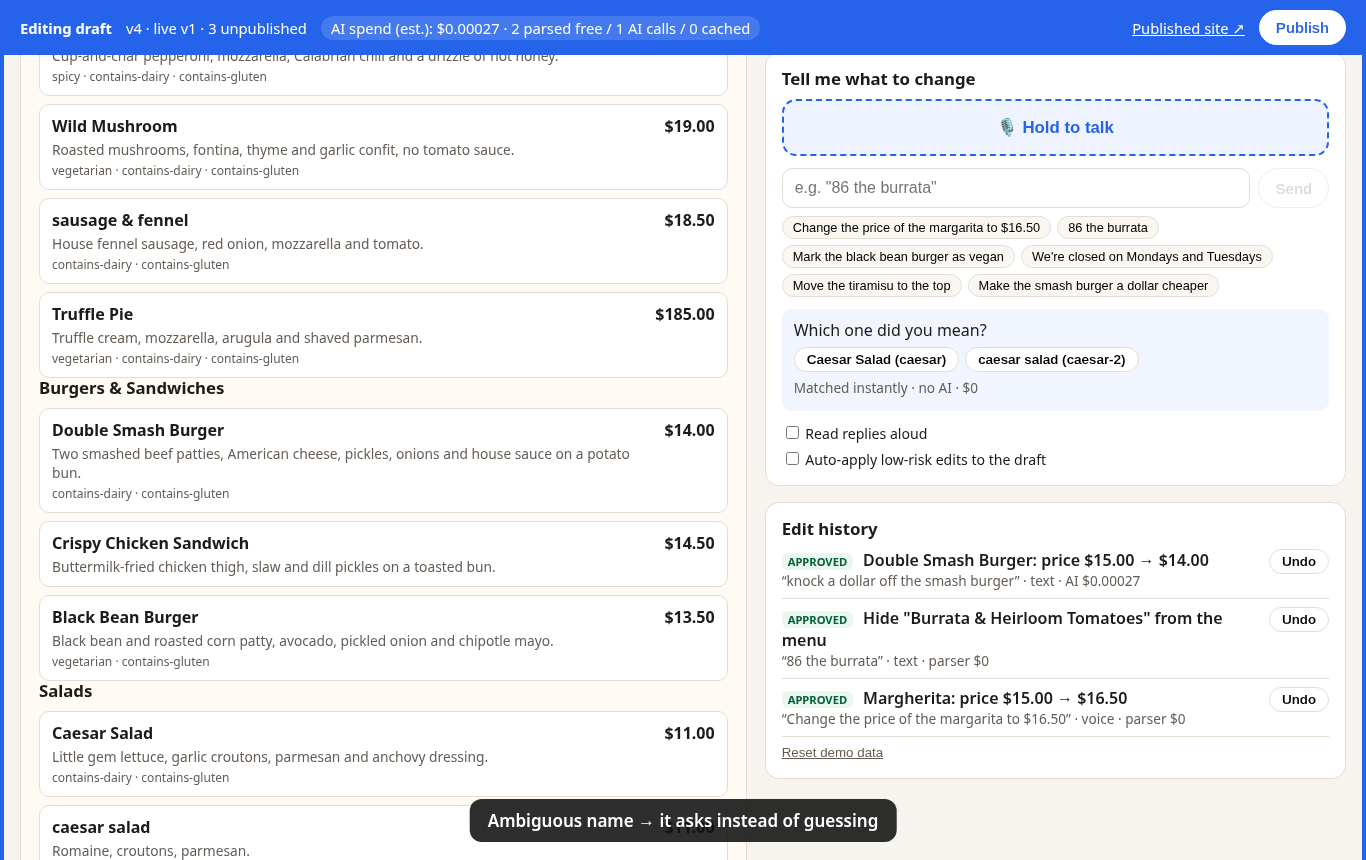 Editing draft v4 · live v1 · 3 unpublished AI spend (est.): $0.00027 · 2 parsed free / 1 AI calls / 0 cached Published site ↗ Publish
Cup-and-char pepperoni, mozzarella, Calabrian chili and a drizzle of hot honey.
spicy · contains-dairy · contains-gluten
Wild Mushroom $19.00
Roasted mushrooms, fontina, thyme and garlic confit, no tomato sauce.
vegetarian · contains-dairy · contains-gluten
sausage & fennel $18.50
House fennel sausage, red onion, mozzarella and tomato.
contains-dairy · contains-gluten
Truffle Pie $185.00
Truffle cream, mozzarella, arugula and shaved parmesan.
vegetarian · contains-dairy · contains-gluten
Burgers & Sandwiches
Double Smash Burger $14.00
Two smashed beef patties, American cheese, pickles, onions and house sauce on a potato
bun.
contains-dairy · contains-gluten
Crispy Chicken Sandwich $14.50
Buttermilk-fried chicken thigh, slaw and dill pickles on a toasted bun.
Black Bean Burger $13.50
Black bean and roasted corn patty, avocado, pickled onion and chipotle mayo.
vegetarian · contains-gluten
Salads
Caesar Salad $11.00
Little gem lettuce, garlic croutons, parmesan and anchovy dressing.
contains-dairy · contains-gluten
caesar salad
Romaine, croutons, parmesan.
Tell me what to change
🎙️ Hold to talk
e.g. "86 the burrata" Send
Change the price of the margarita to $16.50 86 the burrata
Mark the black bean burger as vegan We're closed on Mondays and Tuesdays
Move the tiramisu to the top Make the smash burger a dollar cheaper
Which one did you mean?
Caesar Salad (caesar) caesar salad (caesar-2)
Matched instantly · no AI · $0
Read replies aloud
Auto-apply low-risk edits to the draft
Edit history
APPROVED Double Smash Burger: price $15.00 → $14.00 Undo
“knock a dollar off the smash burger” · text · AI $0.00027
APPROVED Hide "Burrata & Heirloom Tomatoes" from the Undo
menu
“86 the burrata” · text · parser $0
APPROVED Margherita: price $15.00 → $16.50 Undo
“Change the price of the margarita to $16.50” · voice · parser $0
Reset demo data
Ambiguous name → it asks instead of guessing